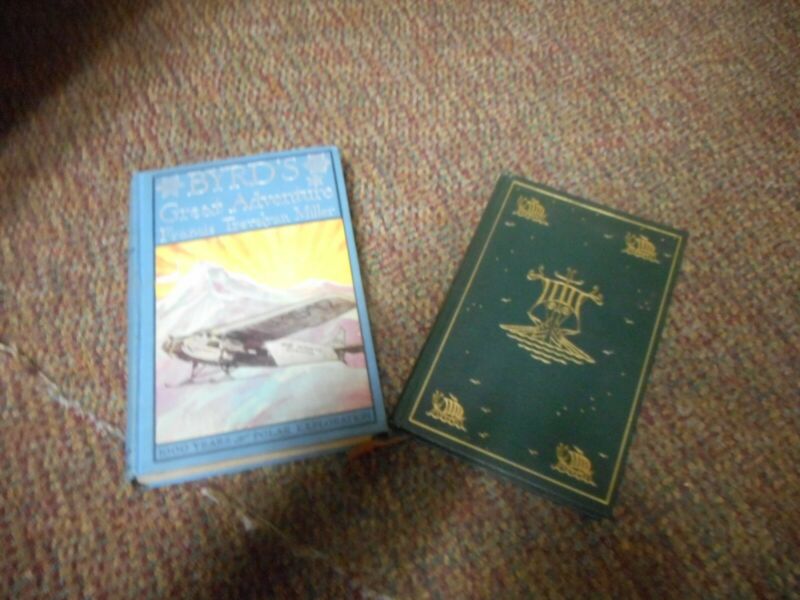 BYRD'S
Great Adventure
Francis Trevelyan Miller
1000 YEARS of POLAR EXPLORATION